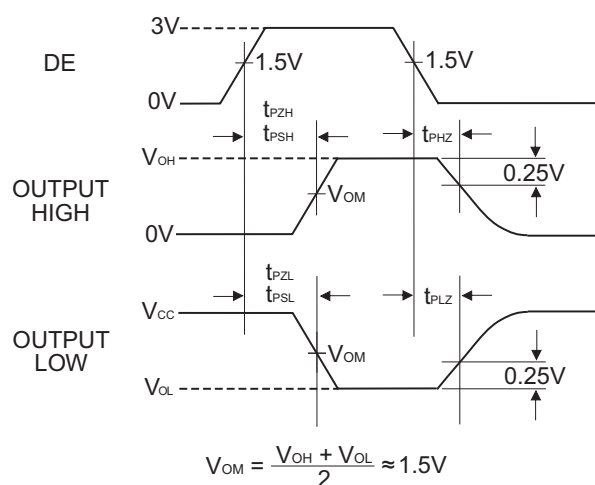 3V
DE
1.5V
1.5V
0V
tPZH
tPSH
tPHZ
VOH
0.25V
OUTPUT
HIGH
VOM
0V
tPZL
tPSL
tPLZ
VCC
OUTPUT
LOW
VOM
0.25V
VOL
VOM = VOH + VOL / 2 ≈ 1.5V